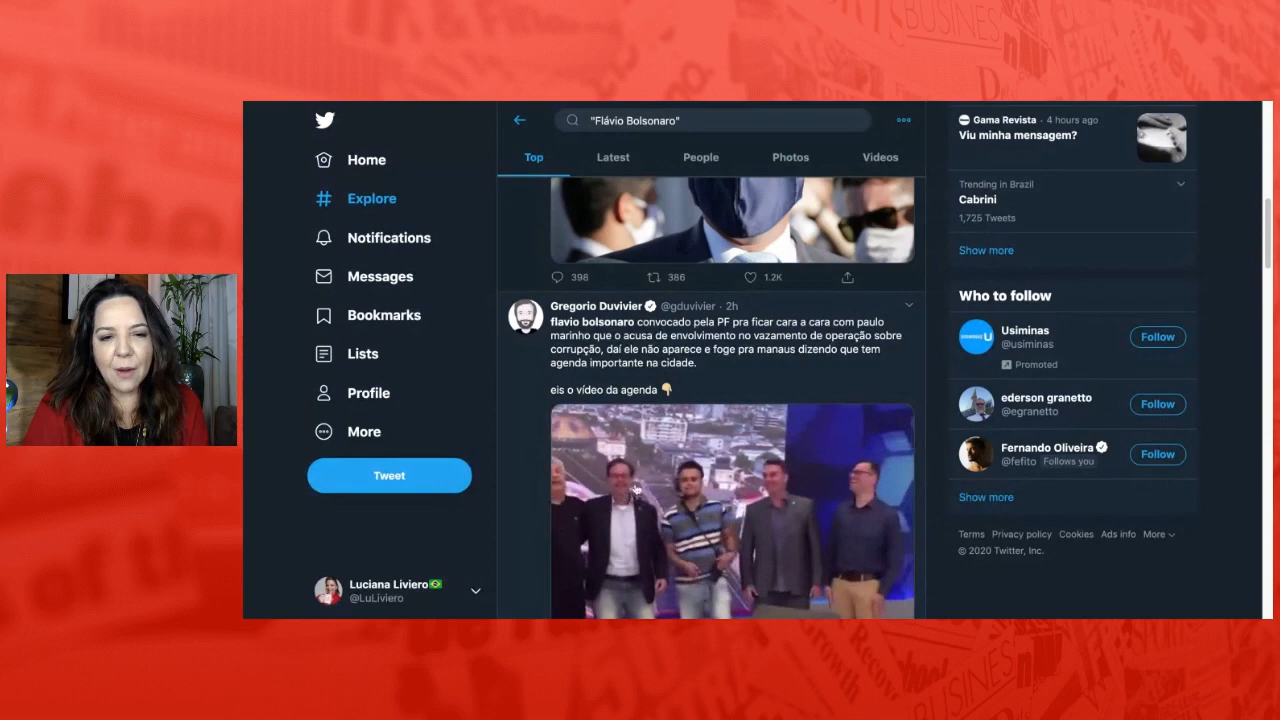 "Flávio Bolsonaro"
Top
Latest
People
Photos
Videos
Home
Explore
Notifications
Messages
Bookmarks
Lists
Profile
More
Tweet
Luciana Liviero🇧🇷
@LuLiviero
398
386
1.2K
Gregorio Duvivier @gduvivier · 2h
flavio bolsonaro convocado pela PF pra ficar cara a cara com paulo
marinho que o acusa de envolvimento no vazamento de operação sobre
corrupção, daí ele não aparece e foge pra manaus dizendo que tem
agenda importante na cidade.
eis o vídeo da agenda 👇🏼
Gama Revista · 4 hours ago
Viu minha mensagem?
Trending in Brazil
Cabrini
1,725 Tweets
Show more
Who to follow
Usiminas
@usiminas
Follow
Promoted
ederson granetto
@egranetto
Follow
Fernando Oliveira
@fefito Follows you
Follow
Show more
Terms Privacy policy Cookies Ads info More
© 2020 Twitter, Inc.
BUSINES
BUSINES